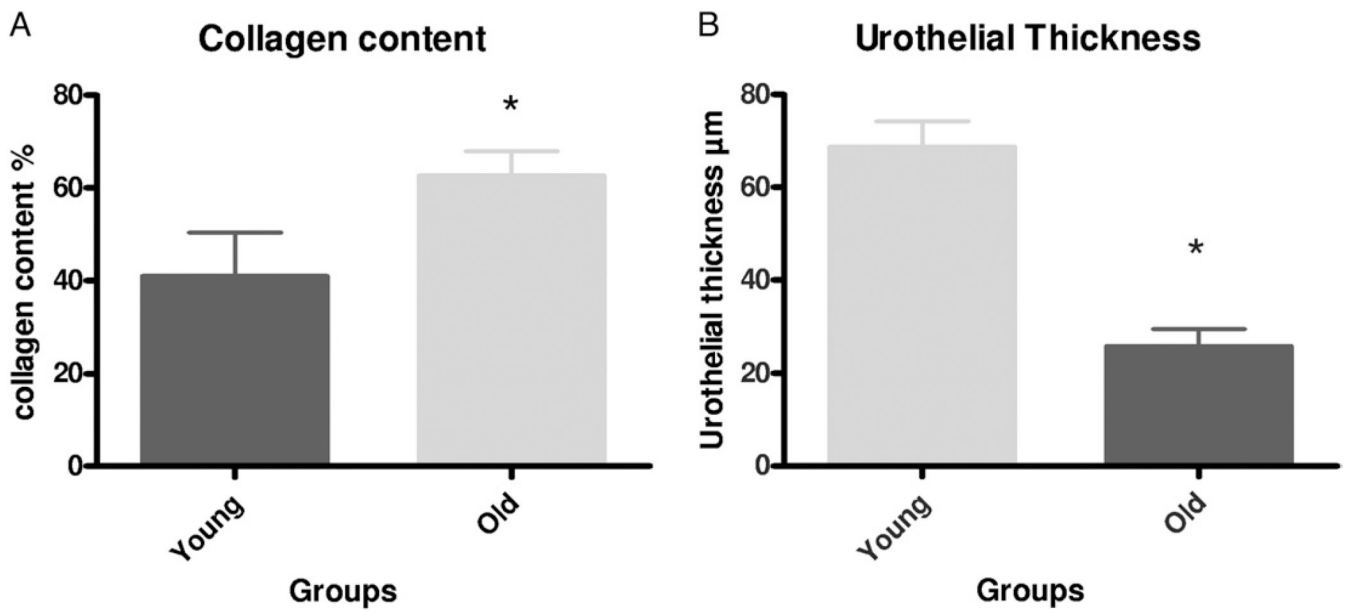 A
Collagen content
collagen content %
80
60
40
20
0
*
Young
Old
Groups
B
Urothelial Thickness
Urothelial thickness µm
80
60
40
20
0
*
Young
Old
Groups